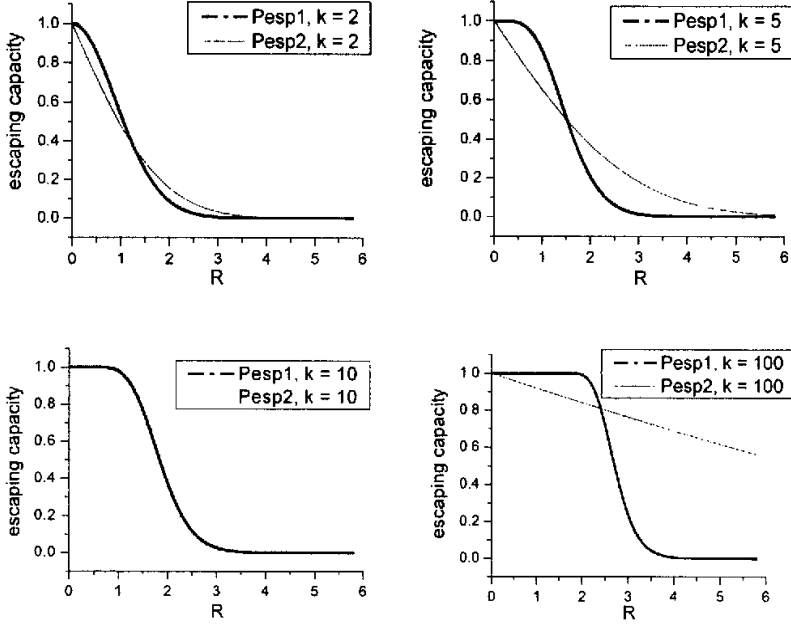 Pesp1, k = 2
Pesp2, k = 2
escaping capacity
1.0
0.8
0.6
0.4
0.2
0.0
0 1 2 3 4 5 6
R
Pesp1, k = 5
Pesp2, k = 5
escaping capacity
1.0
0.8
0.6
0.4
0.2
0.0
0 1 2 3 4 5 6
R
Pesp1, k = 10
Pesp2, k = 10
escaping capacity
1.0
0.8
0.6
0.4
0.2
0.0
0 1 2 3 4 5 6
R
Pesp1, k = 100
Pesp2, k = 100
escaping capacity
1.0
0.8
0.6
0.4
0.2
0.0
0 1 2 3 4 5 6
R